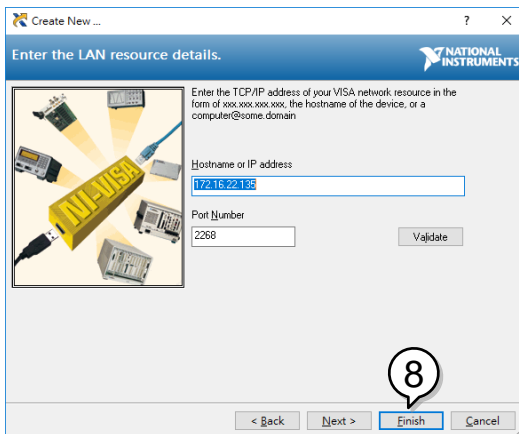 Create New ...
Enter the LAN resource details.
NATIONAL
INSTRUMENTS
NI-VISA
Enter the TCP/IP address of your VISA network resource in the
form of xxx.xxx.xxx.xxx, the hostname of the device, or a
computer@some.domain
Hostname or IP address
172.16.22.135
Port Number
2268
Validate
8
< Back Next > Finish Cancel